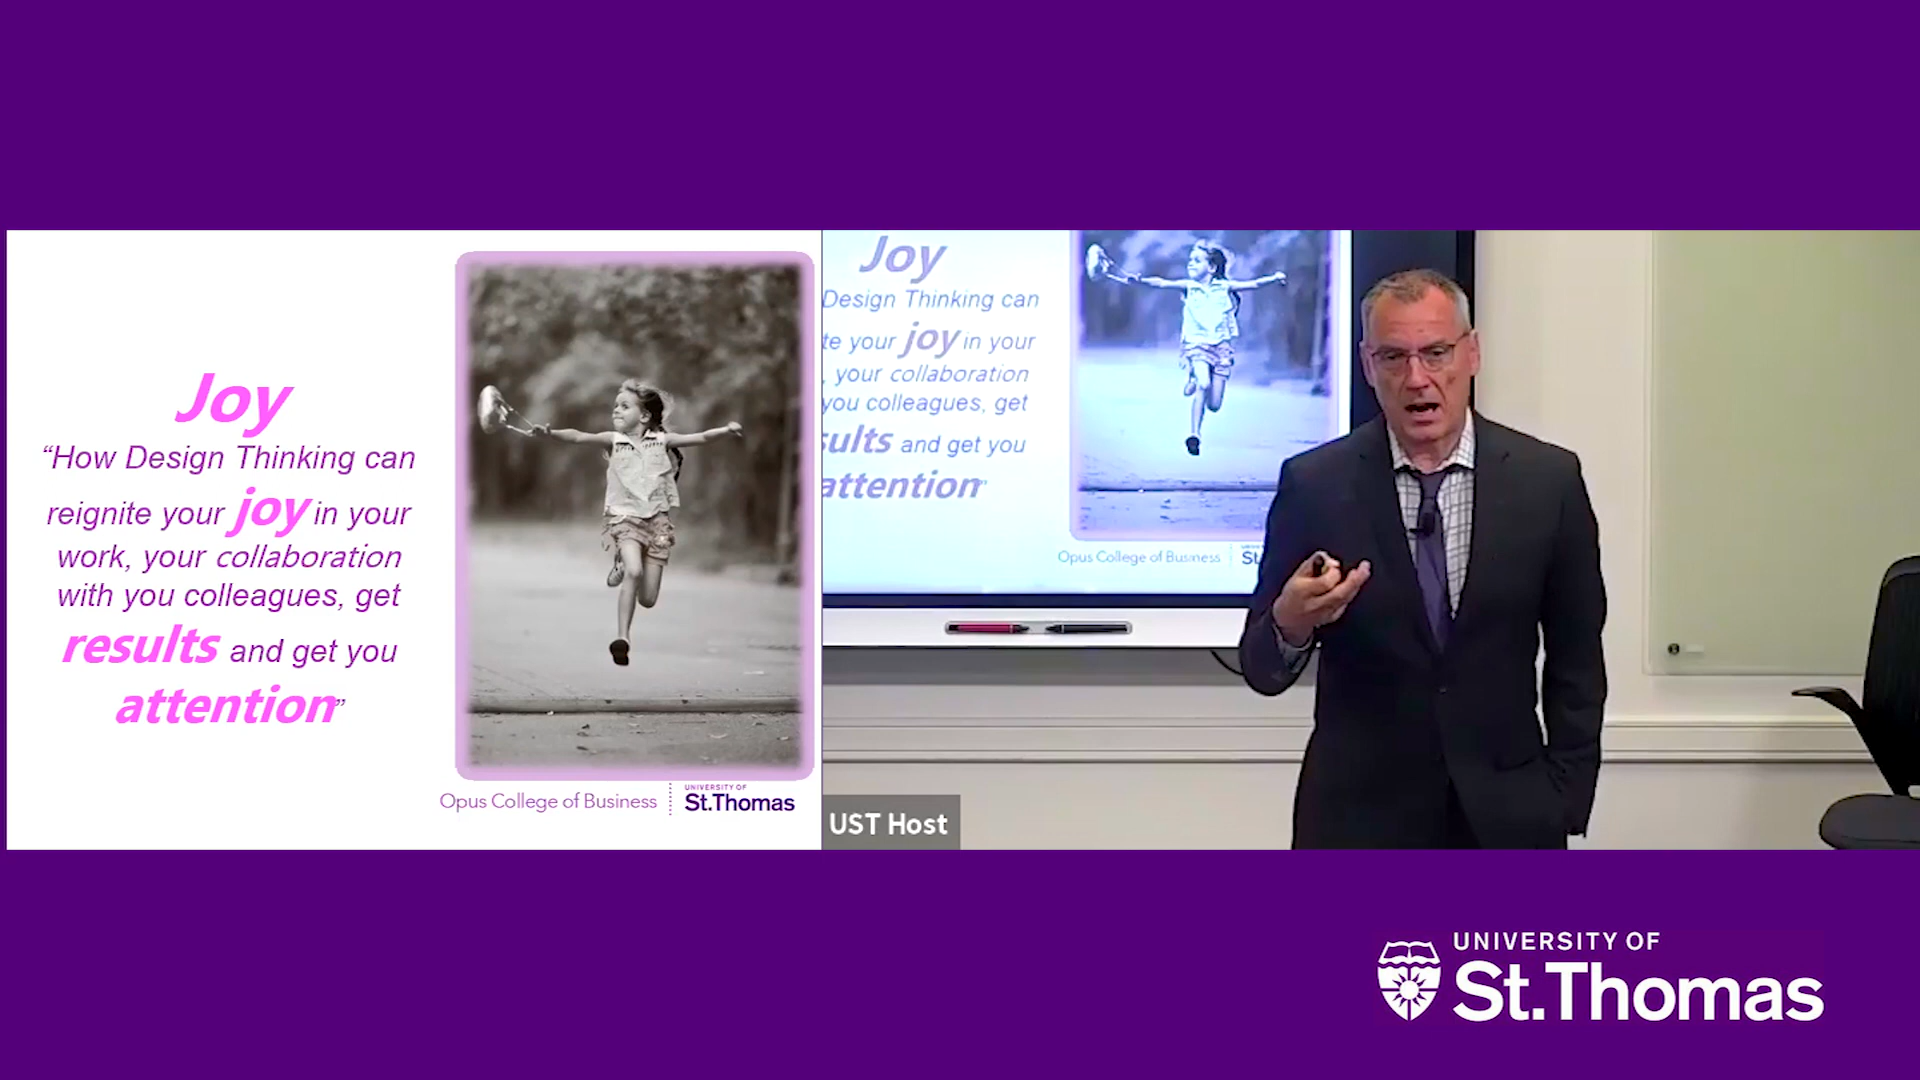 Joy
“How Design Thinking can
reignite your joy in your
work, your collaboration
with you colleagues, get
results and get you
attention”
Opus College of Business
UNIVERSITY OF
St.Thomas
Joy
Design Thinking can
te your joy in your
, your collaboration
you colleagues, get
sults and get you
attention”
Opus College of Business
St
UST Host
UNIVERSITY OF
St.Thomas